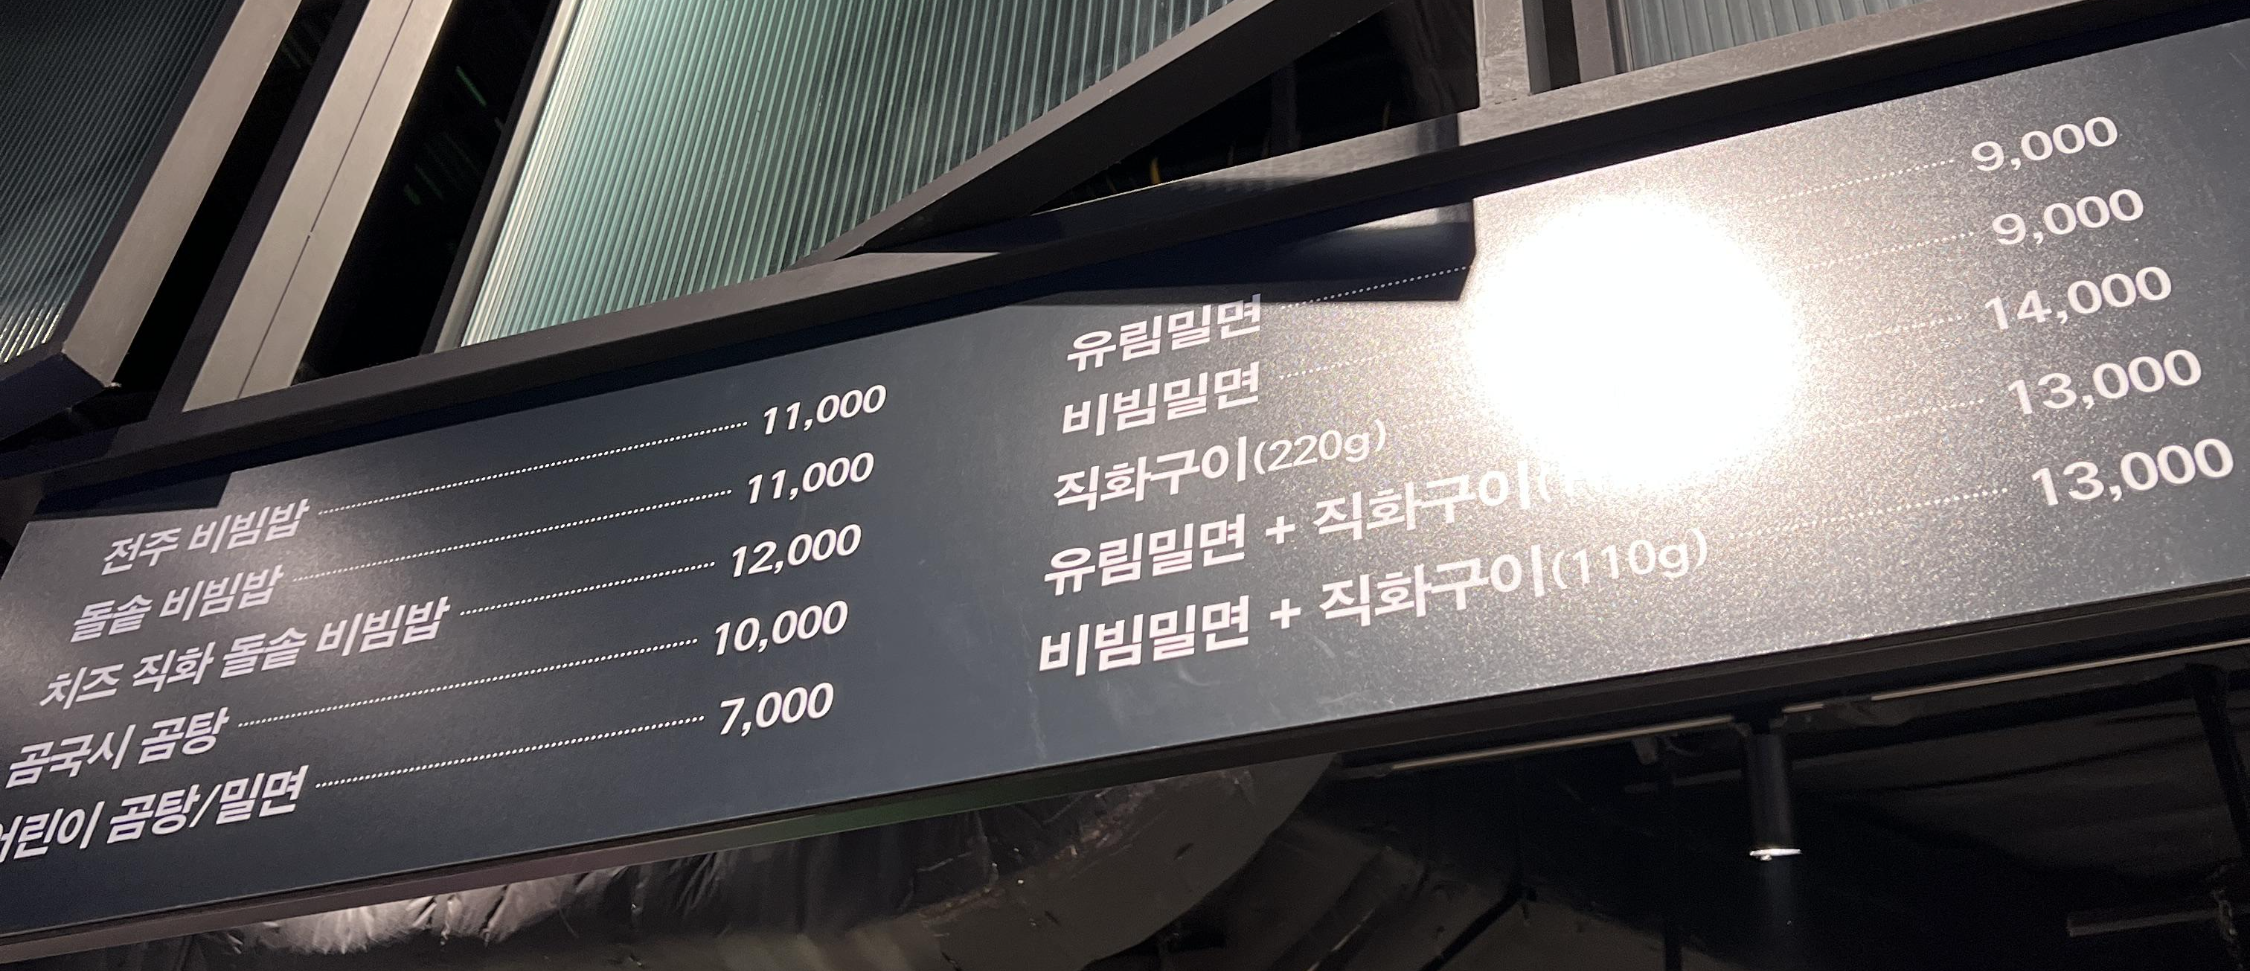 전주 비빔밥 11,000
돌솥 비빔밥 11,000
치즈 직화 돌솥 비빔밥 12,000
곰국시 곰탕 10,000
어린이 곰탕/밀면 7,000
유림밀면 9,000
비빔밀면 9,000
직화구이(220g) 14,000
유림밀면 + 직화구이 13,000
비빔밀면 + 직화구이(110g) 13,000